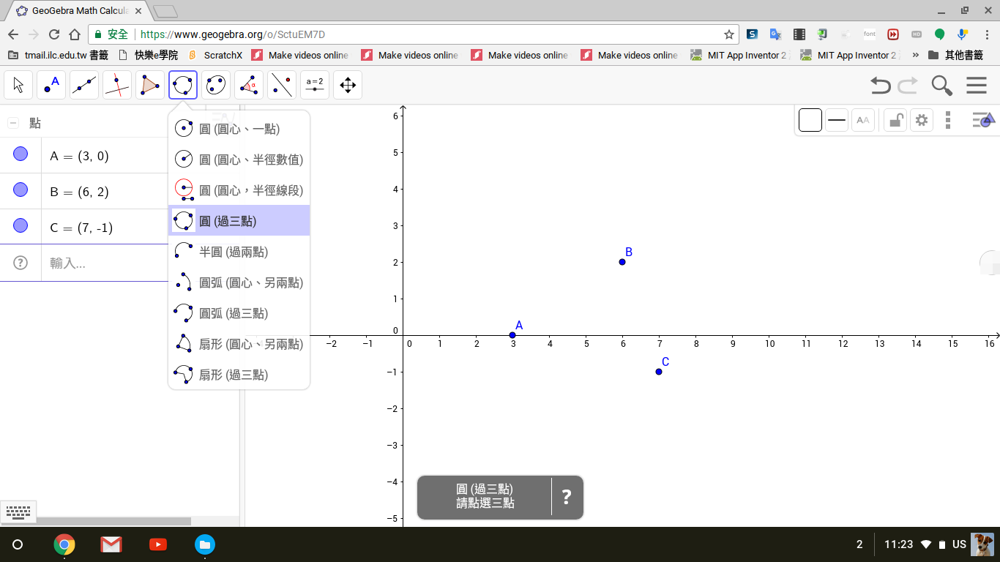 GeoGebra Math Calcula
安全 https://www.geogebra.org/o/SctuEM7D
font HD
tmail.ilc.edu.tw 書籤 快樂e學院 ScratchX Make videos online Make videos online Make videos online Make videos online MIT App Inventor 2 MIT App Inventor 2 » 其他書籤
A α a=2
點
A = (3, 0)
B = (6, 2)
C = (7, -1)
輸入...
圓 (圓心、一點)
圓 (圓心、半徑數值)
圓 (圓心，半徑線段)
圓 (過三點)
半圓 (過兩點)
圓弧 (圓心、另兩點)
圓弧 (過三點)
扇形 (圓心、另兩點)
扇形 (過三點)
AA
6
5
4
3
2
1
0
−1
−2
−3
−4
−5
−2 −1 0 1 2 3 4 5 6 7 8 9 10 11 12 13 14 15 16
B
A
C
圓 (過三點)
請點選三點
?
2 11:23 US